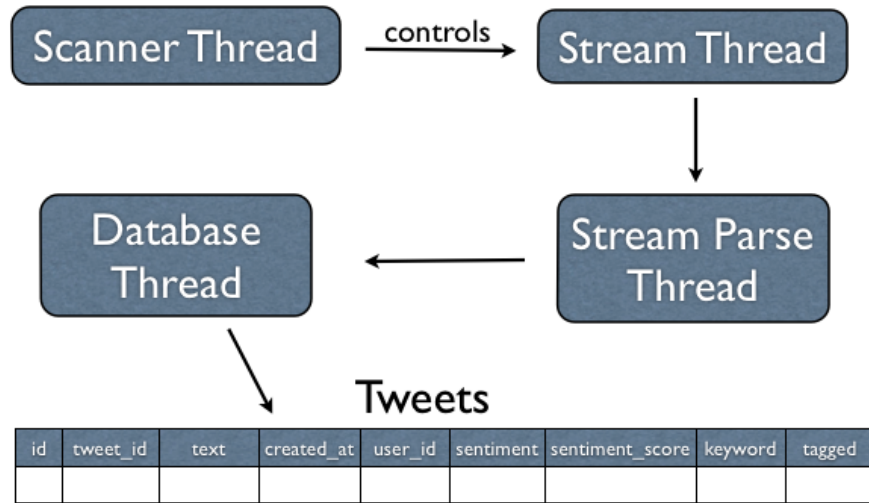 Scanner Thread
controls
Stream Thread
Database
Thread
Stream Parse
Thread
Tweets
id tweet_id text created_at user_id sentiment sentiment_score keyword tagged